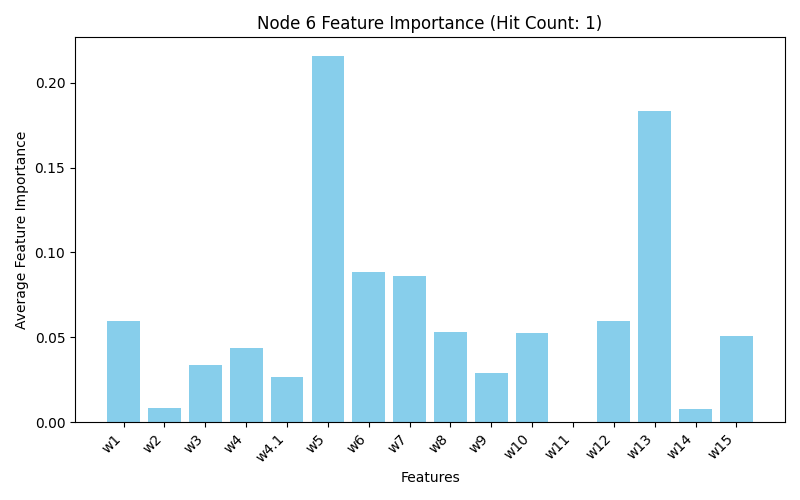 Node 6 Feature Importance (Hit Count: 1)
Average Feature Importance
0.20
0.15
0.10
0.05
0.00
w1 w2 w3 w4 w4.1 w5 w6 w7 w8 w9 w10 w11 w12 w13 w14 w15
Features